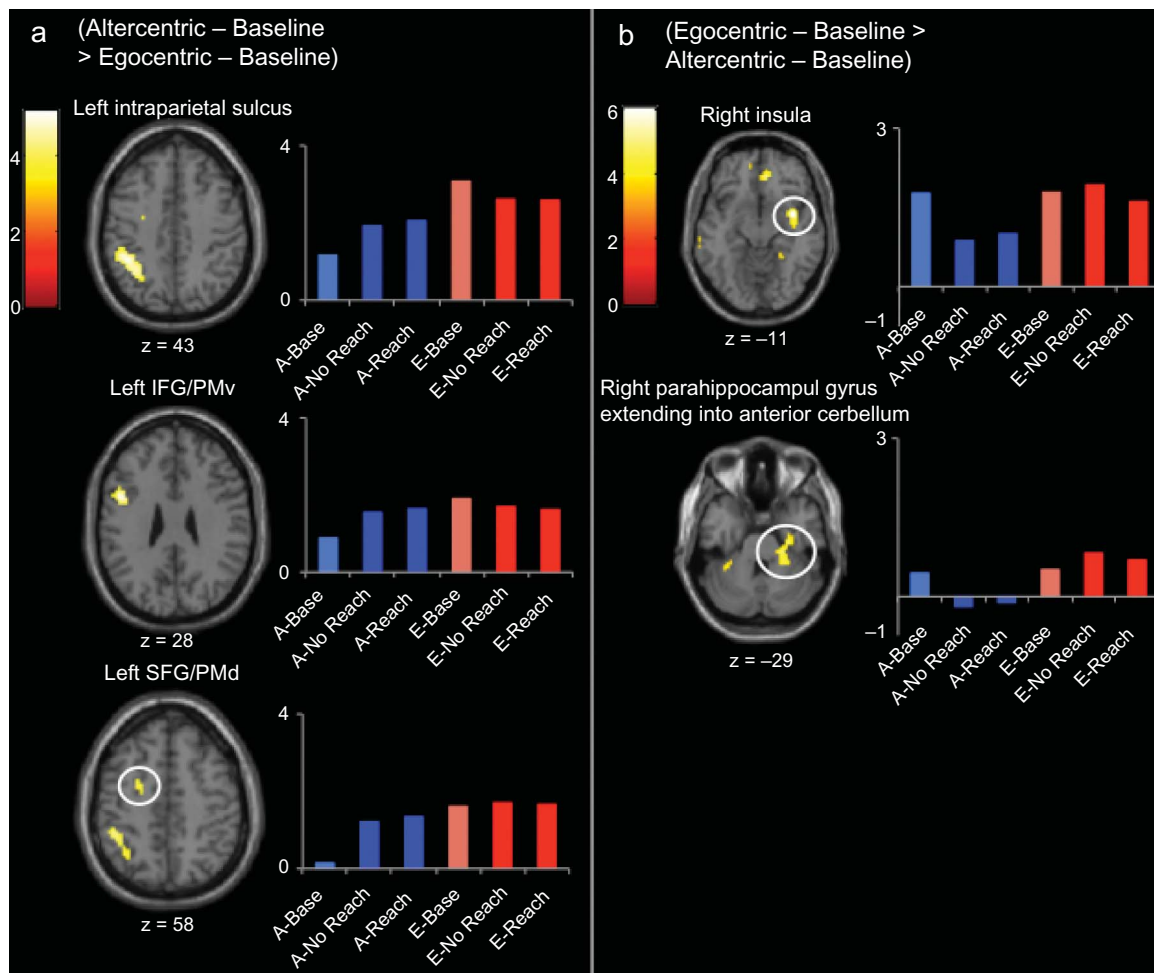 a
(Altercentric – Baseline
> Egocentric – Baseline)
Left intraparietal sulcus
4
2
0
4
0
A-Base
A-No Reach
A-Reach
E-Base
E-No Reach
E-Reach
z = 43
Left IFG/PMv
4
0
A-Base
A-No Reach
A-Reach
E-Base
E-No Reach
E-Reach
z = 28
Left SFG/PMd
4
0
A-Base
A-No Reach
A-Reach
E-Base
E-No Reach
E-Reach
z = 58
b
(Egocentric – Baseline >
Altercentric – Baseline)
Right insula
6
4
2
0
3
–1
A-Base
A-No Reach
A-Reach
E-Base
E-No Reach
E-Reach
z = –11
Right parahippocampul gyrus
extending into anterior cerbellum
3
–1
A-Base
A-No Reach
A-Reach
E-Base
E-No Reach
E-Reach
z = –29